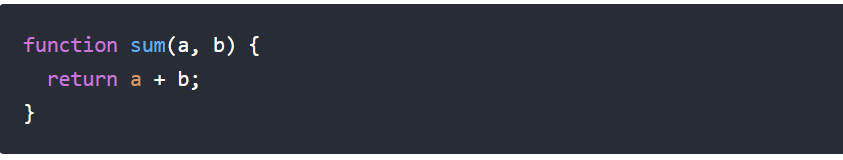 function sum(a, b) {
  return a + b;
}